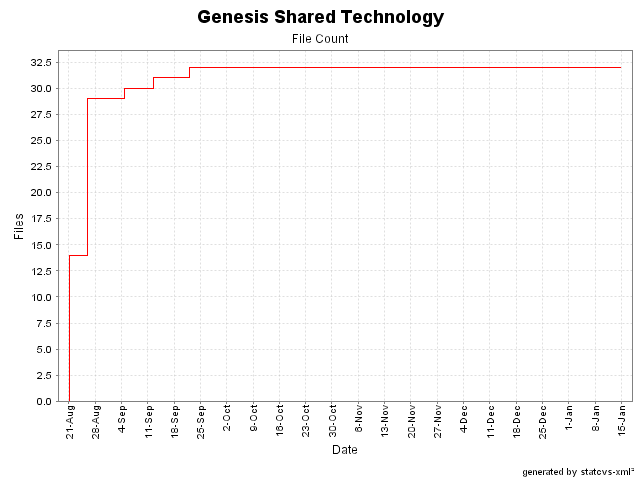 Genesis Shared Technology
File Count
32.5
30.0
27.5
25.0
22.5
20.0
17.5
15.0
12.5
10.0
7.5
5.0
2.5
0.0
Files
21-Aug
28-Aug
4-Sep
11-Sep
18-Sep
25-Sep
2-Oct
9-Oct
16-Oct
23-Oct
30-Oct
6-Nov
13-Nov
20-Nov
27-Nov
4-Dec
11-Dec
18-Dec
25-Dec
1-Jan
8-Jan
15-Jan
Date
generated by statcvs-xml²